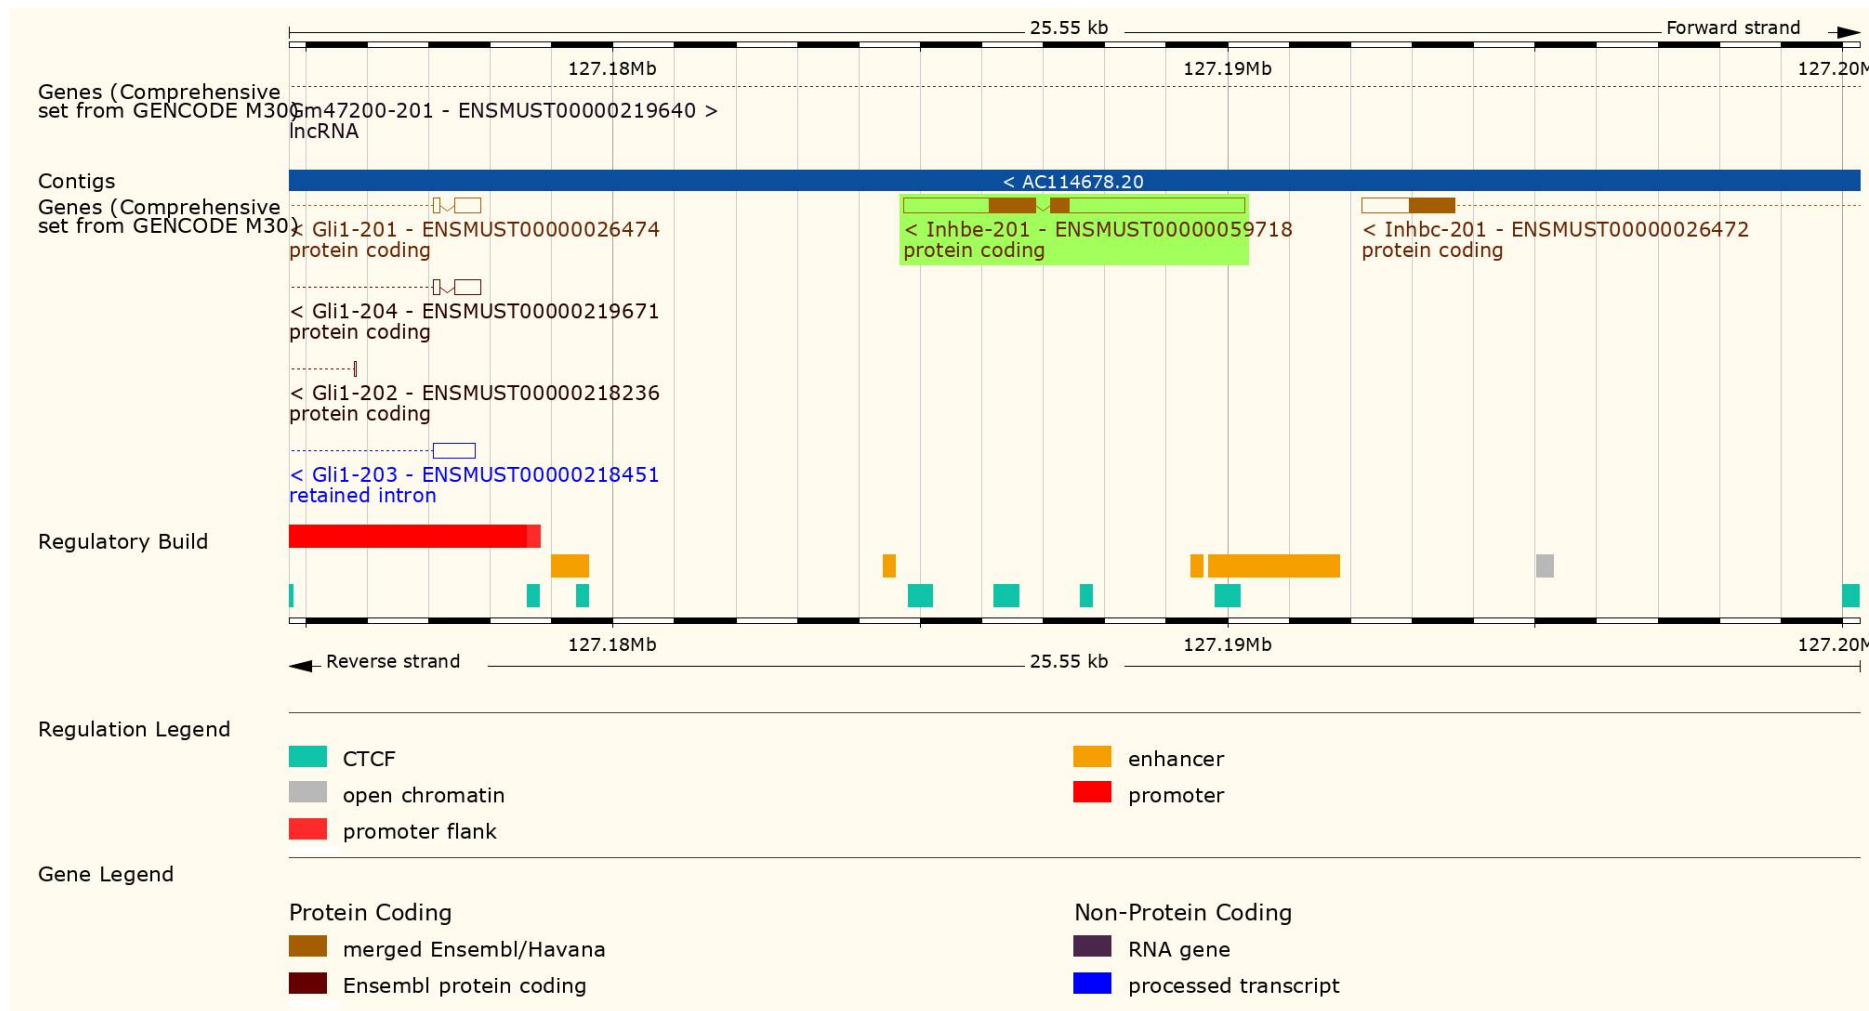 25.55 kb Forward strand
127.18Mb 127.19Mb 127.20M
Genes (Comprehensive
set from GENCODE M30)
Gm47200-201 - ENSMUST00000219640 >
lncRNA
Contigs
< AC114678.20
Genes (Comprehensive
set from GENCODE M30)
< Gli1-201 - ENSMUST00000026474
protein coding
< Inhbe-201 - ENSMUST00000059718
protein coding
< Inhbc-201 - ENSMUST00000026472
protein coding
< Gli1-204 - ENSMUST00000219671
protein coding
< Gli1-202 - ENSMUST00000218236
protein coding
< Gli1-203 - ENSMUST00000218451
retained intron
Regulatory Build
127.18Mb 127.19Mb 127.20M
Reverse strand 25.55 kb
Regulation Legend
CTCF
enhancer
open chromatin
promoter
promoter flank
Gene Legend
Protein Coding
Non-Protein Coding
merged Ensembl/Havana
RNA gene
Ensembl protein coding
processed transcript